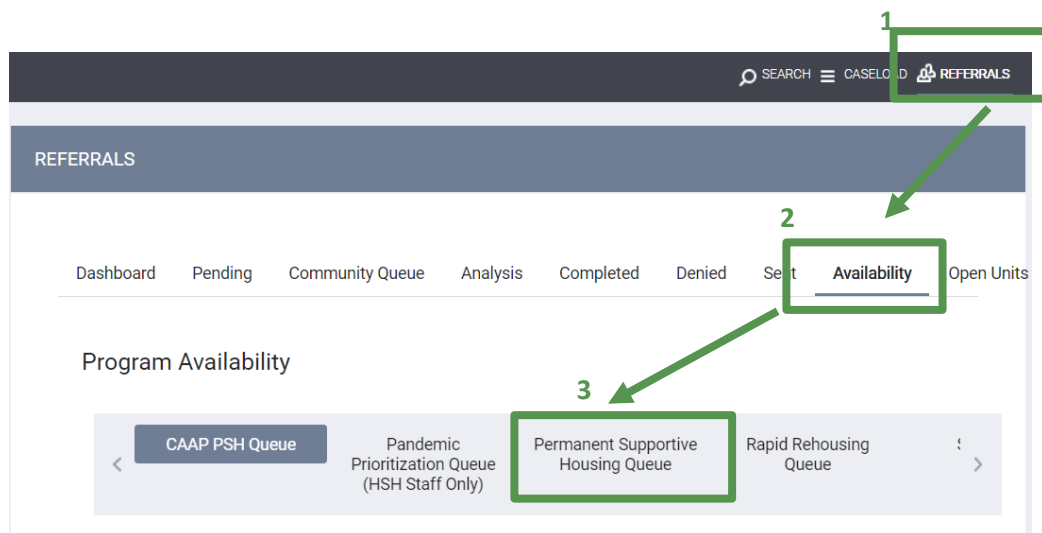 1
SEARCH CASELOAD REFERRALS
REFERRALS
2
Dashboard Pending Community Queue Analysis Completed Denied Sent Availability Open Units
Program Availability
3
CAAP PSH Queue
Pandemic
Prioritization Queue
(HSH Staff Only)
Permanent Supportive
Housing Queue
Rapid Rehousing
Queue